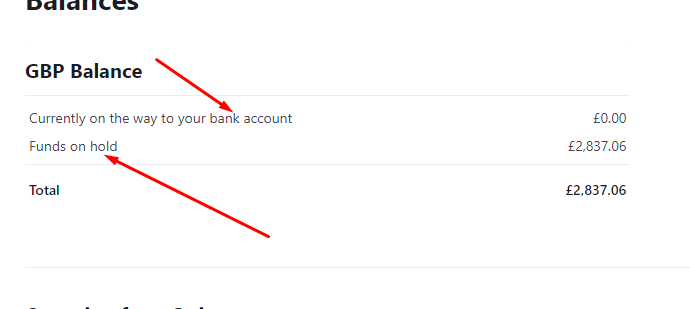 Balances
GBP Balance
Currently on the way to your bank account £0.00
Funds on hold £2,837.06
Total £2,837.06